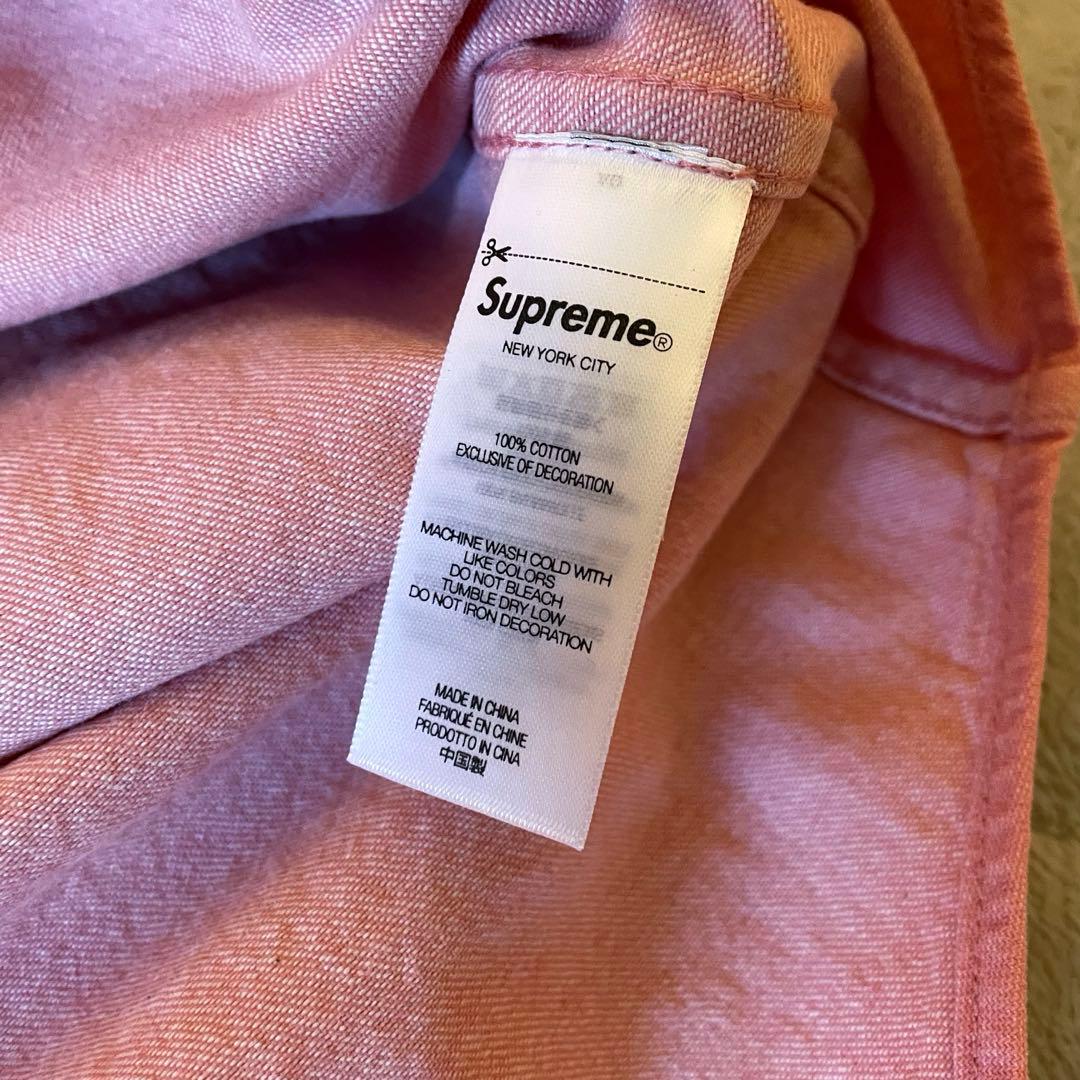 Supreme®
NEW YORK CITY
100% COTTON
EXCLUSIVE OF DECORATION
MACHINE WASH COLD WITH
LIKE COLORS
DO NOT BLEACH
TUMBLE DRY LOW
DO NOT IRON DECORATION
MADE IN CHINA
FABRIQUÉ EN CHINE
PRODOTTO IN CINA
中国製